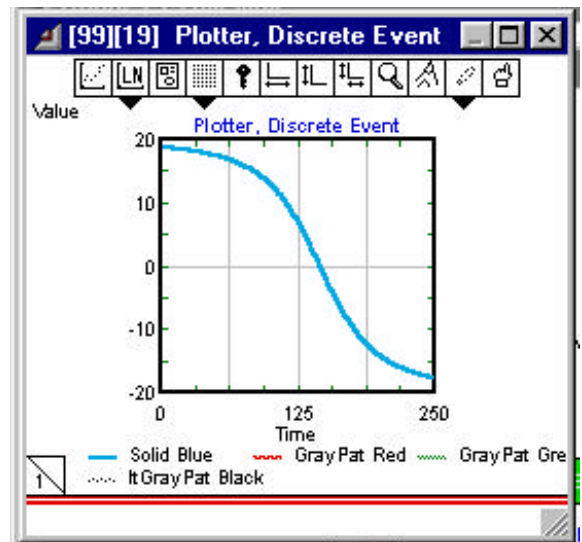 [99][19] Plotter, Discrete Event
LN
Value
Plotter, Discrete Event
20
10
0
-10
-20
0 125 250
Time
Solid Blue Gray Pat Red Gray Pat Gre
ltGray Pat Black
1